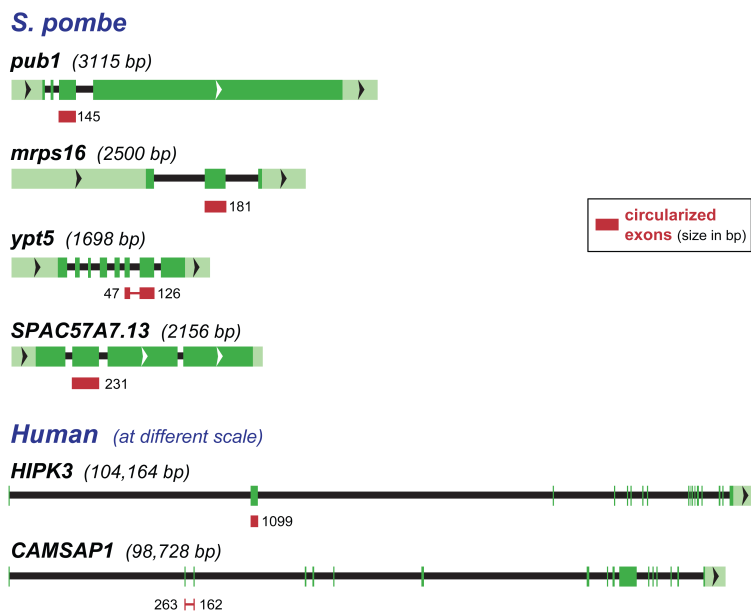 S. pombe
pub1 (3115 bp)
145
mrps16 (2500 bp)
181
circularized
exons (size in bp)
ypt5 (1698 bp)
47 126
SPAC57A7.13 (2156 bp)
231
Human (at different scale)
HIPK3 (104,164 bp)
1099
CAMSAP1 (98,728 bp)
263 162